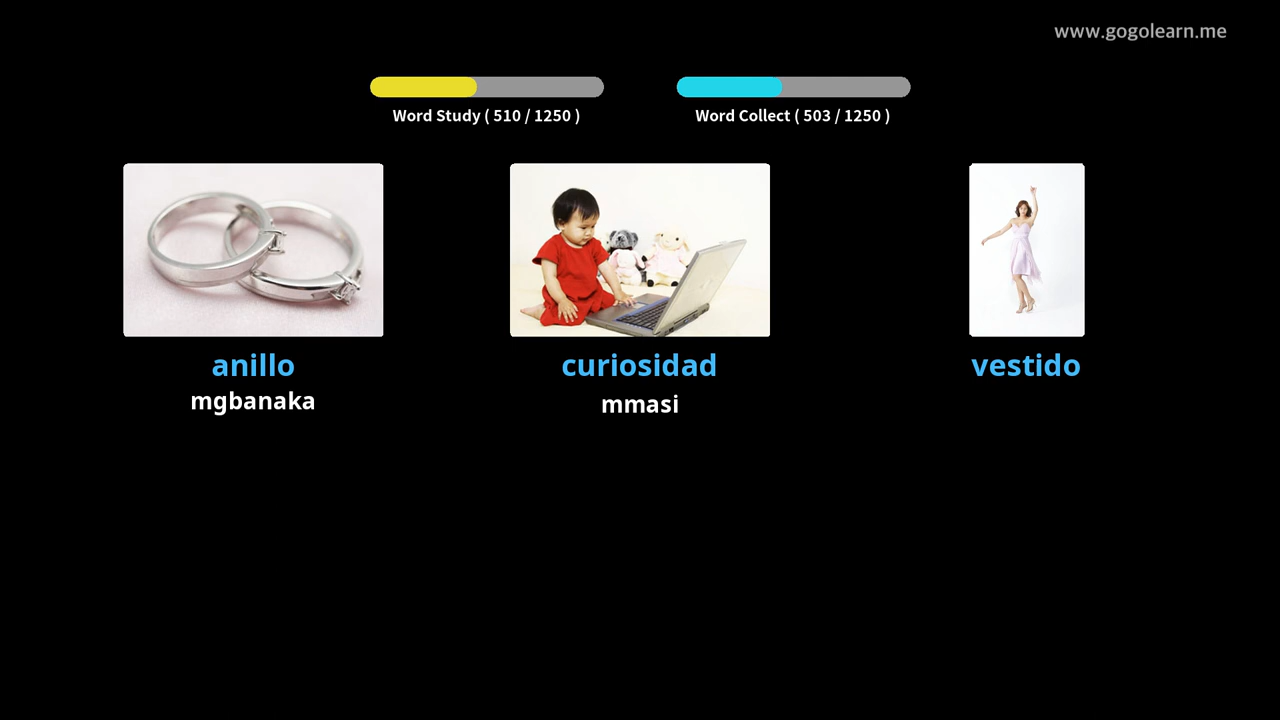 www.gogolearn.me
Word Study ( 510 / 1250 )
Word Collect ( 503 / 1250 )
anillo
mgbanaka
curiosidad
mmasi
vestido